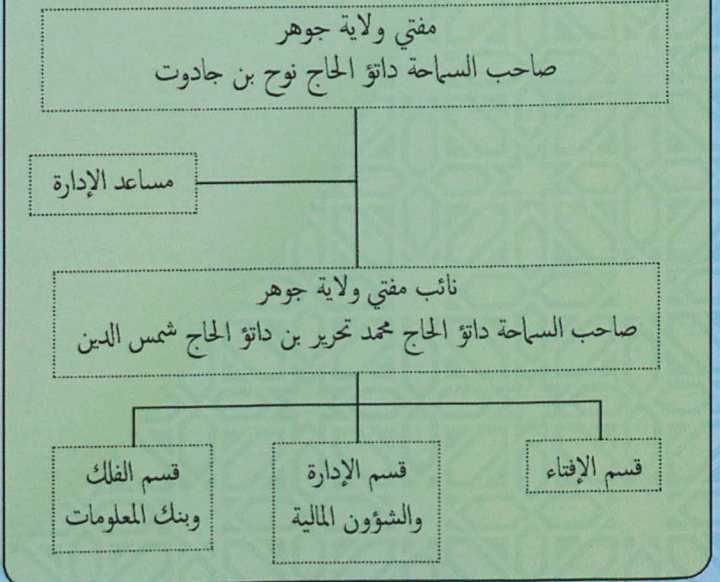 مفتي ولاية جوهر
صاحب السماحة داتؤ الحاج نوح بن جادوت
مساعد الإدارة
نائب مفتي ولاية جوهر
صاحب السماحة داتؤ الحاج محمد تحرير بن داتؤ الحاج شمس الدين
قسم الإفتاء
قسم الإدارة
والشؤون المالية
قسم الفلك
وبنك المعلومات